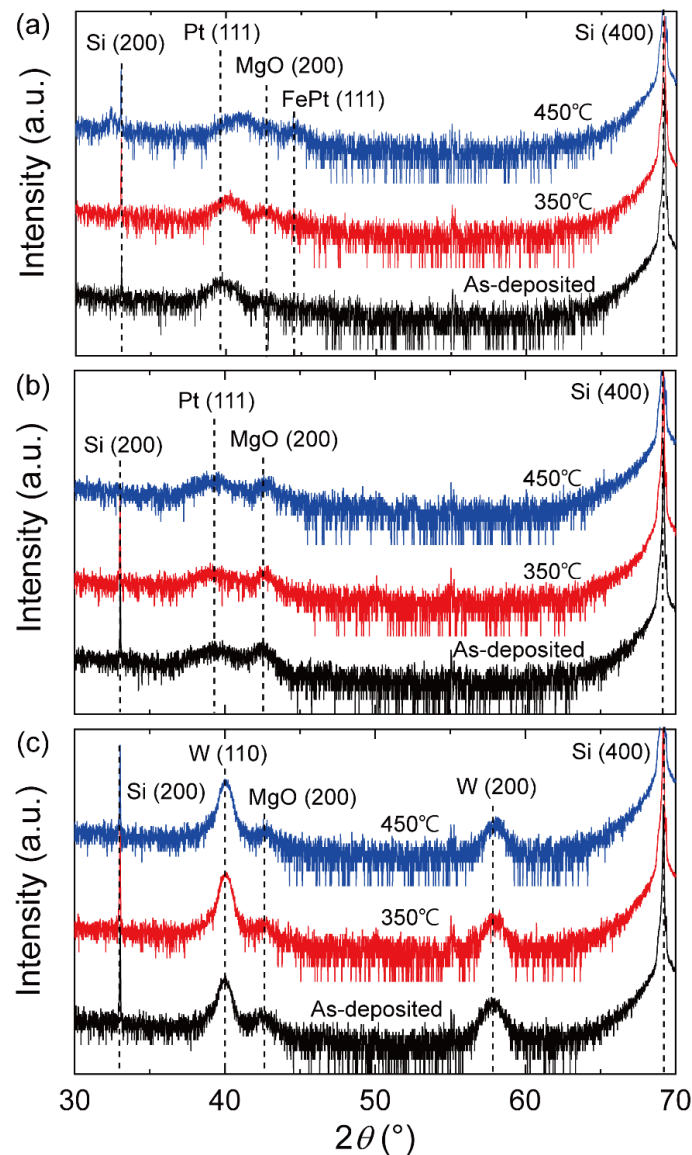 (a)
Si (200)
Pt (111)
MgO (200)
FePt (111)
Si (400)
450℃
350℃
As-deposited
Intensity (a.u.)
(b)
Si (200)
Pt (111)
MgO (200)
Si (400)
450℃
350℃
As-deposited
Intensity (a.u.)
(c)
W (110)
Si (200)
MgO (200)
W (200)
Si (400)
450℃
350℃
As-deposited
Intensity (a.u.)
30 40 50 60 70
2θ (°)